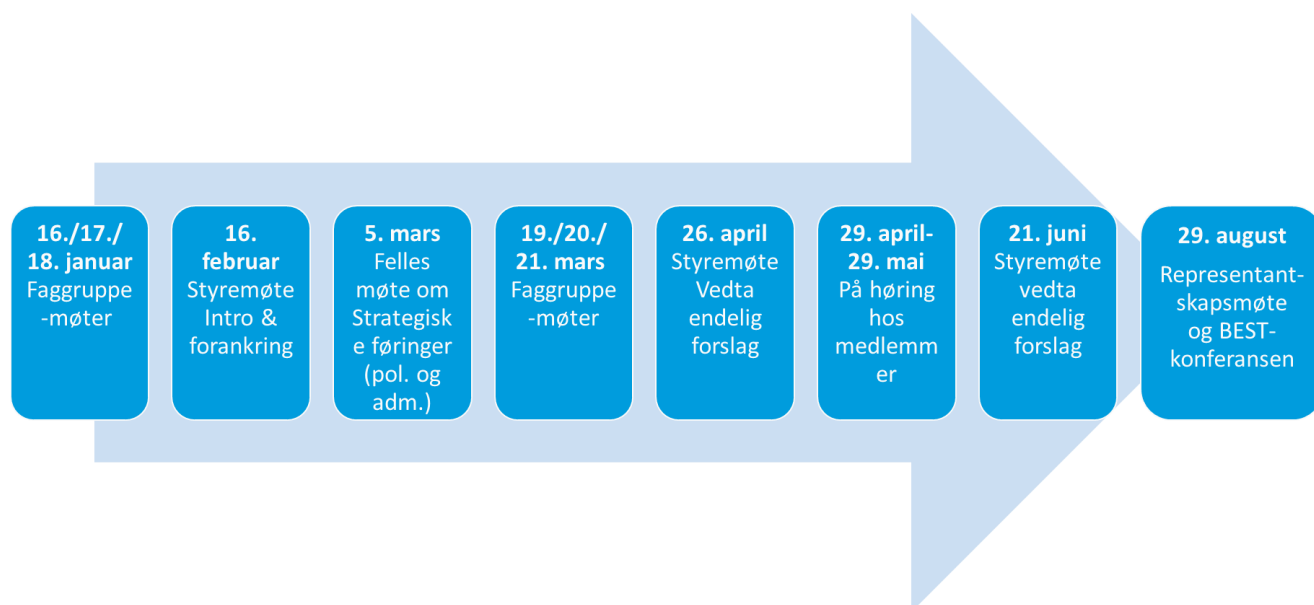 16./17./
18. januar
Faggruppe
-møter
16.
februar
Styremøte
Intro &
forankring
5. mars
Felles
møte om
Strategisk
e føringer
(pol. og
adm.)
19./20./
21. mars
Faggruppe
-møter
26. april
Styremøte
Vedta
endelig
forslag
29. april-
29. mai
På høring
hos
medlemm
er
21. juni
Styremøte
vedta
endelig
forslag
29. august
Representant-
skapsmøte
og BEST-
konferansen